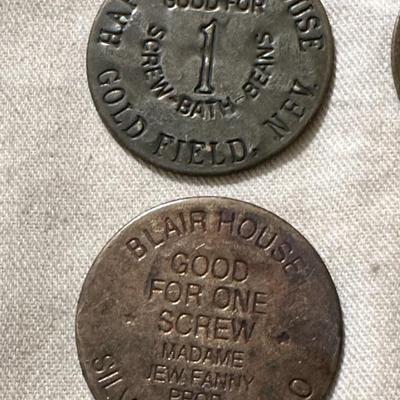 GOOD FOR
1
SCREW-BATH-BEANS
GOLD FIELD, NEV.
BLAIR HOUSE
GOOD
FOR ONE
SCREW
MADAME
JEW FANNY
PROP.